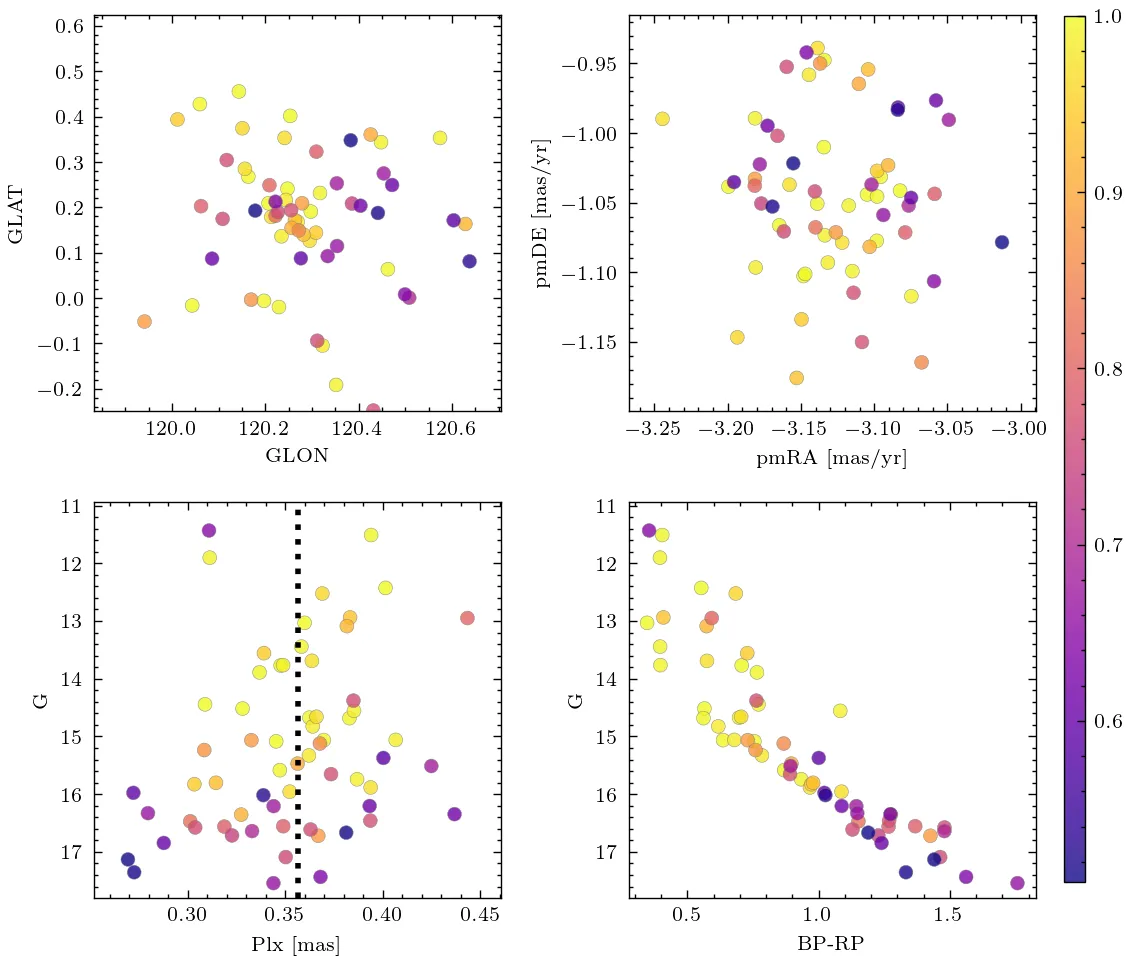 0.6
0.5
0.4
0.3
0.2
0.1
0.0
−0.1
−0.2
GLAT
120.0 120.2 120.4 120.6
GLON
−0.95
−1.00
−1.05
−1.10
−1.15
pmDE [mas/yr]
−3.25 −3.20 −3.15 −3.10 −3.05 −3.00
pmRA [mas/yr]
11
12
13
14
15
16
17
G
0.30 0.35 0.40 0.45
Plx [mas]
11
12
13
14
15
16
17
G
0.5 1.0 1.5
BP-RP
1.0
0.9
0.8
0.7
0.6